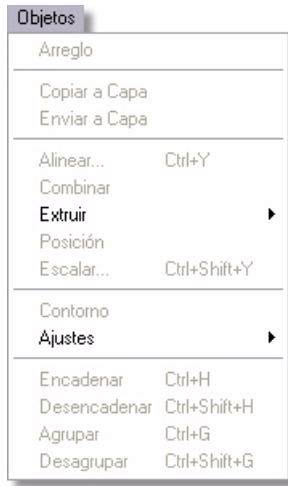 Objetos
Arreglo
Copiar a Capa
Enviar a Capa
Alinear... Ctrl+Y
Combinar
Extruir
Posición
Escalar... Ctrl+Shift+Y
Contorno
Ajustes
Encadenar Ctrl+H
Desencadenar Ctrl+Shift+H
Agrupar Ctrl+G
Desagrupar Ctrl+Shift+G